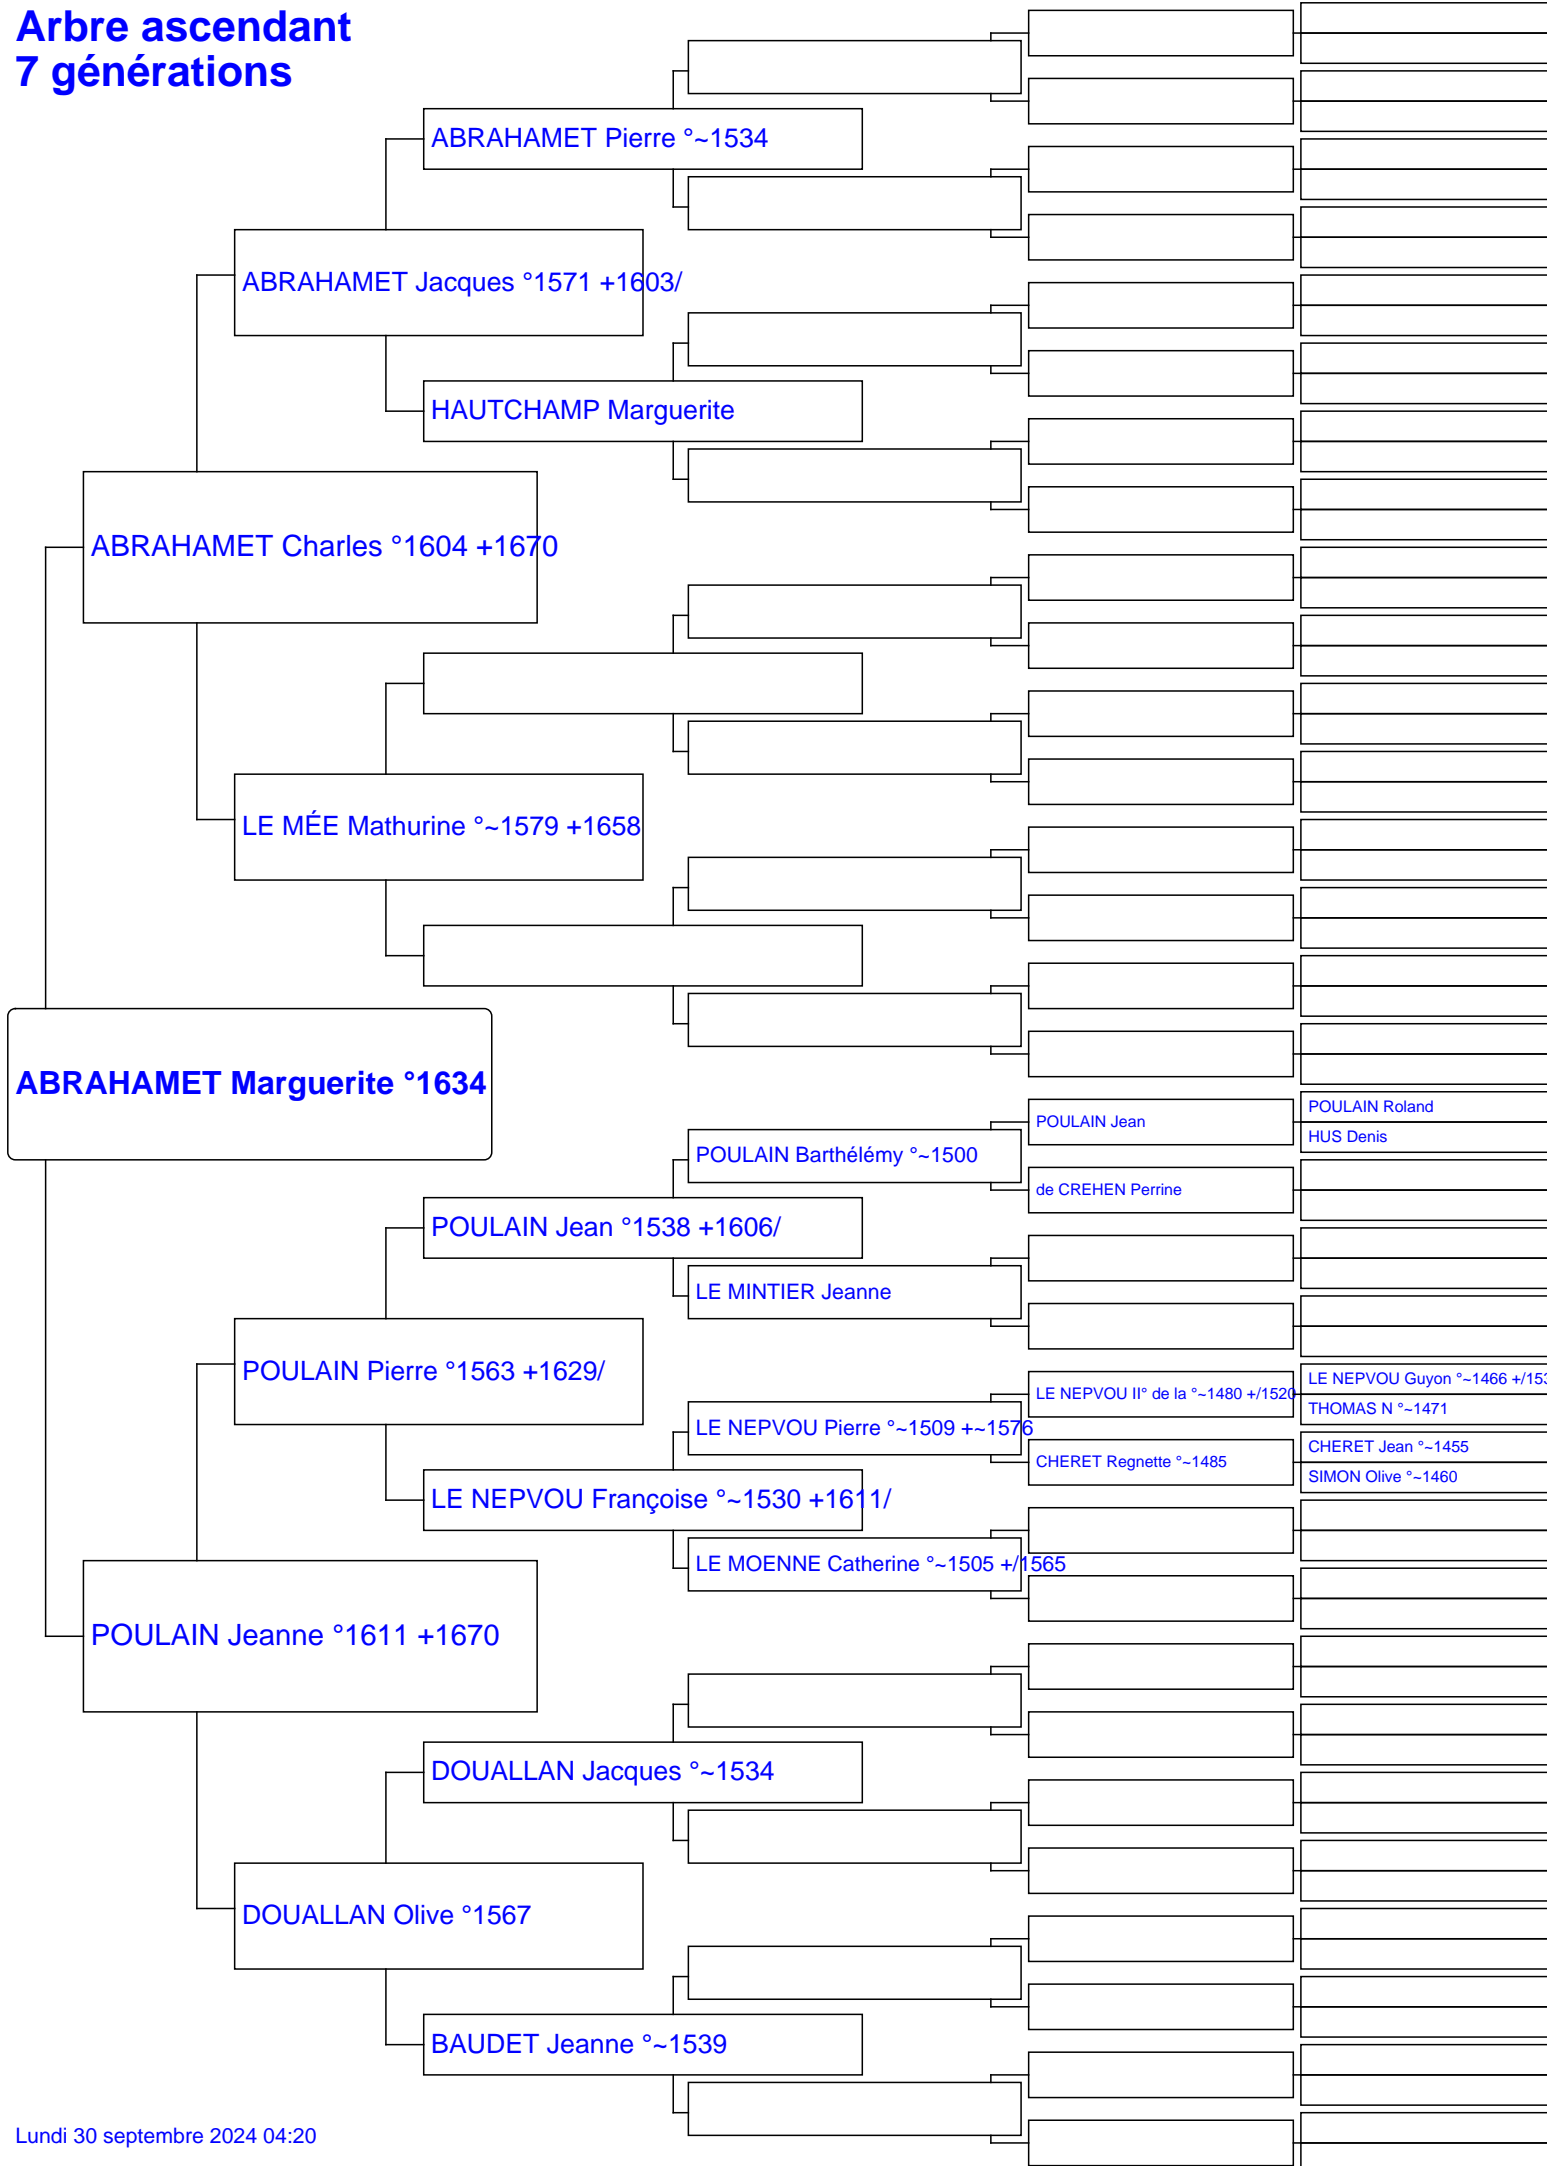 Arbre ascendant
7 générations
ABRAHAMET Pierre °~1534
ABRAHAMET Jacques °1571 +1603/
HAUTCHAMP Marguerite
ABRAHAMET Charles °1604 +1670
LE MÉE Mathurine °~1579 +1658
ABRAHAMET Marguerite °1634
POULAIN Roland
POULAIN Jean
HUS Denis
POULAIN Barthélémy °~1500
de CREHEN Perrine
POULAIN Jean °1538 +1606/
LE MINTIER Jeanne
POULAIN Pierre °1563 +1629/
LE NEPVOU Guyon °~1466 +/153
LE NEPVOU II° de la °~1480 +/1520
THOMAS N °~1471
LE NEPVOU Pierre °~1509 +~1576
CHERET Jean °~1455
CHERET Regnette °~1485
SIMON Olive °~1460
LE NEPVOU Françoise °~1530 +1611/
LE MOENNE Catherine °~1505 +/1565
POULAIN Jeanne °1611 +1670
DOUALLAN Jacques °~1534
DOUALLAN Olive °1567
BAUDET Jeanne °~1539
Lundi 30 septembre 2024 04:20